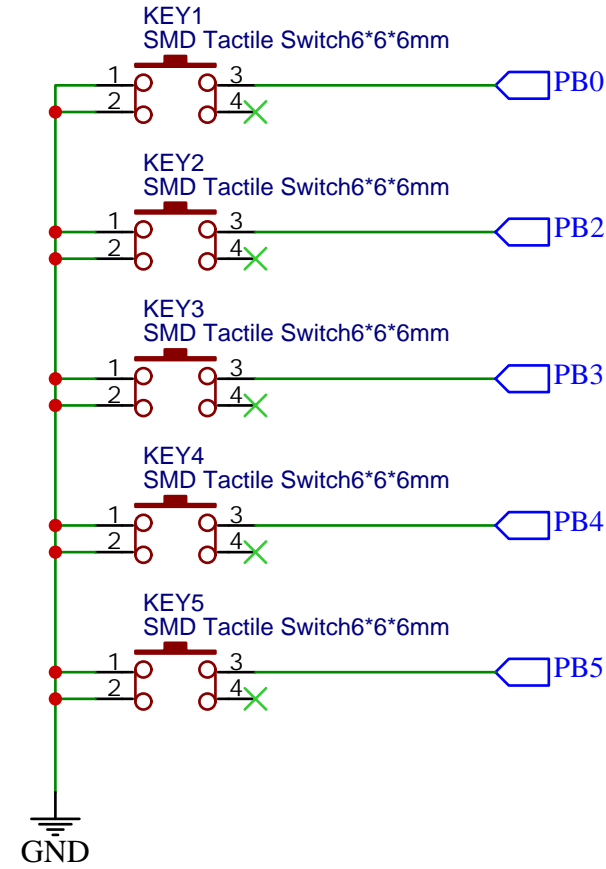 KEY1
SMD Tactile Switch6*6*6mm
1 3 PB0
2 4
KEY2
SMD Tactile Switch6*6*6mm
1 3 PB2
2 4
KEY3
SMD Tactile Switch6*6*6mm
1 3 PB3
2 4
KEY4
SMD Tactile Switch6*6*6mm
1 3 PB4
2 4
KEY5
SMD Tactile Switch6*6*6mm
1 3 PB5
2 4
GND